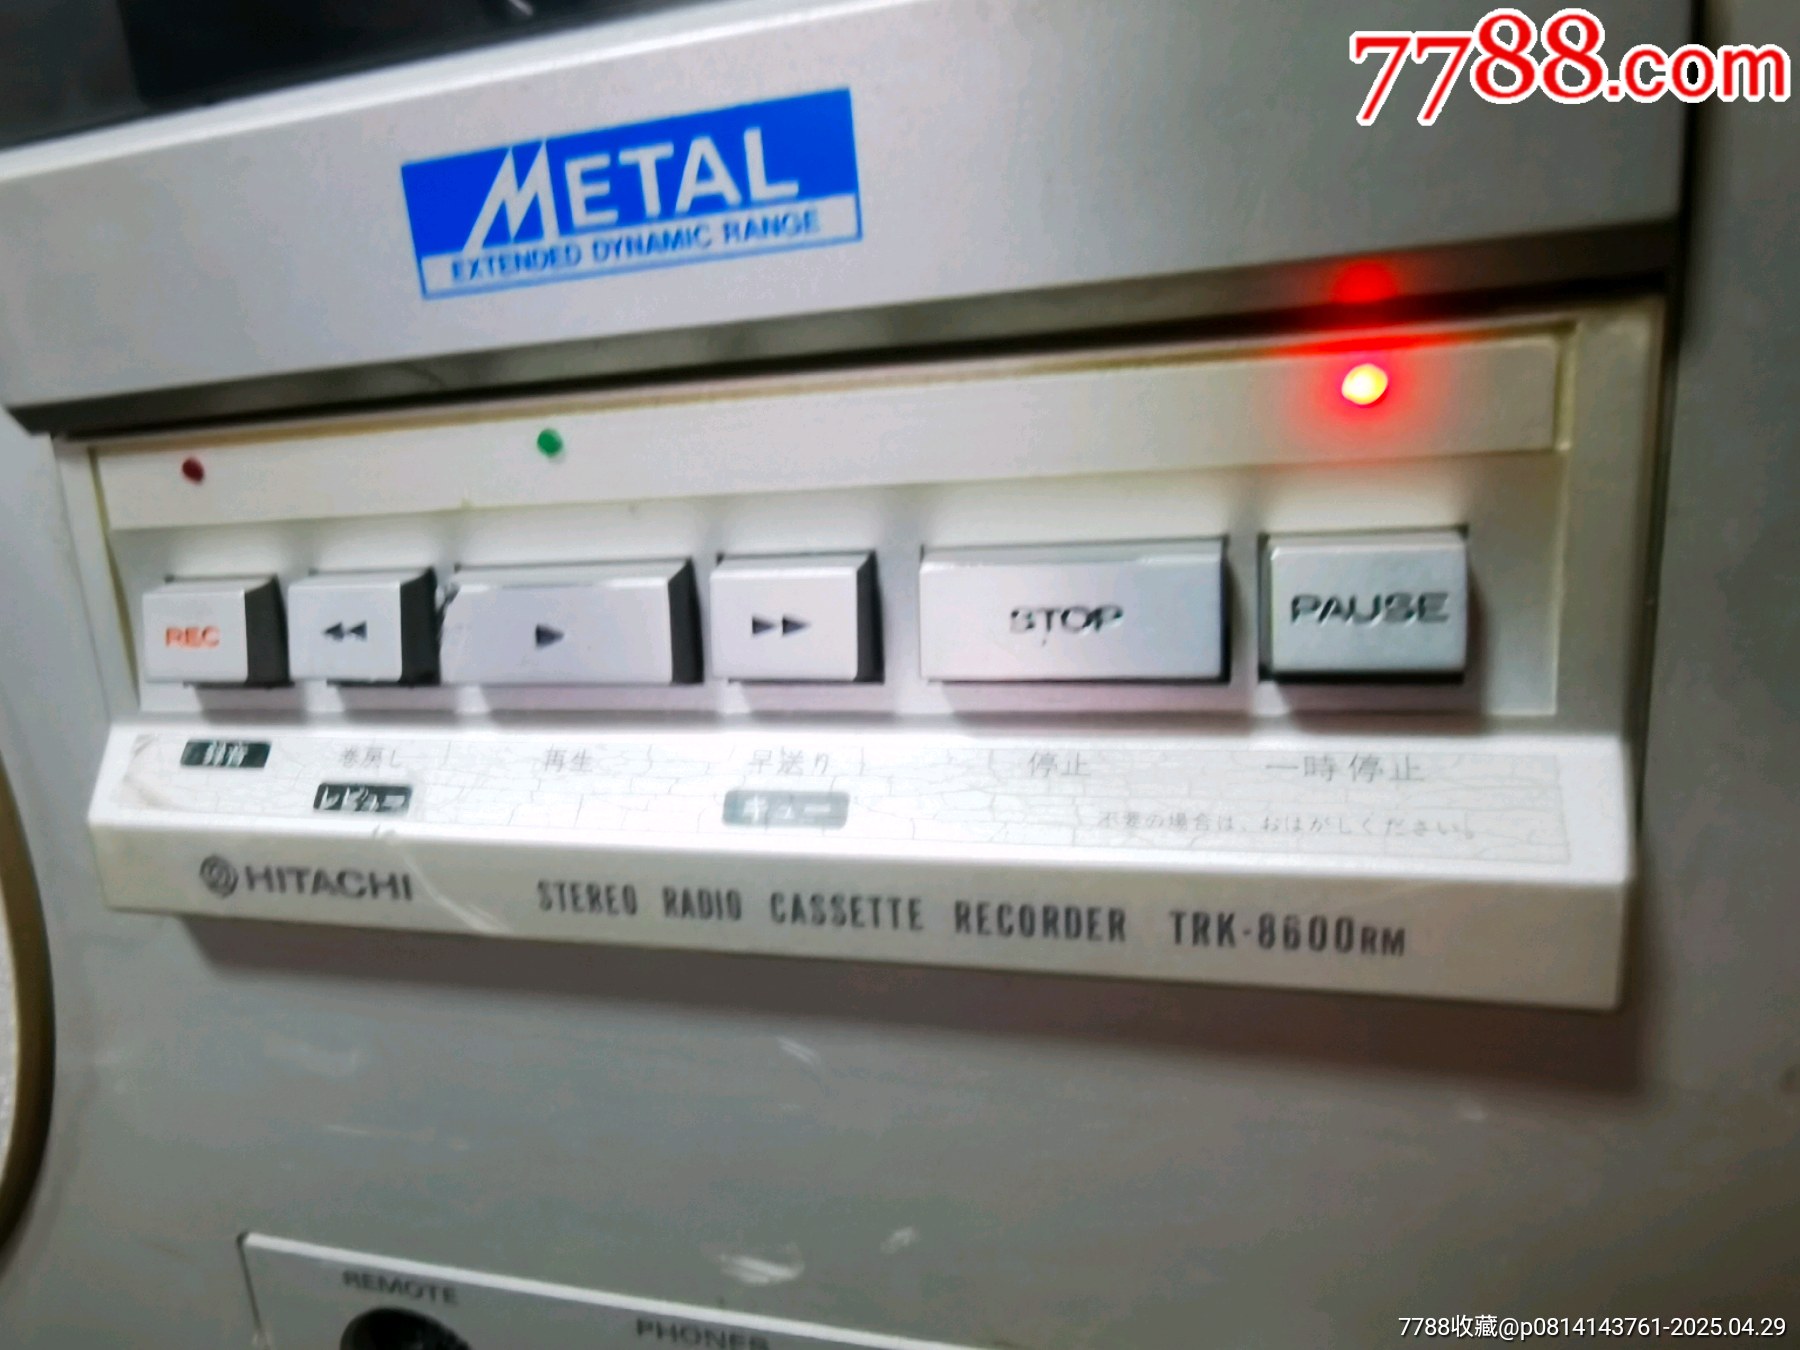 7788.com
METAL
EXTENDED DYNAMIC RANGE
REC
STOP
PAUSE
録音 巻戻し 再生 早送り 停止 一時停止
レビュー キュー
不要の場合は、おはがしください。
HITACHI STEREO RADIO CASSETTE RECORDER TRK-8600RM
REMOTE
PHONES
7788收藏@p0814143761-2025.04.29